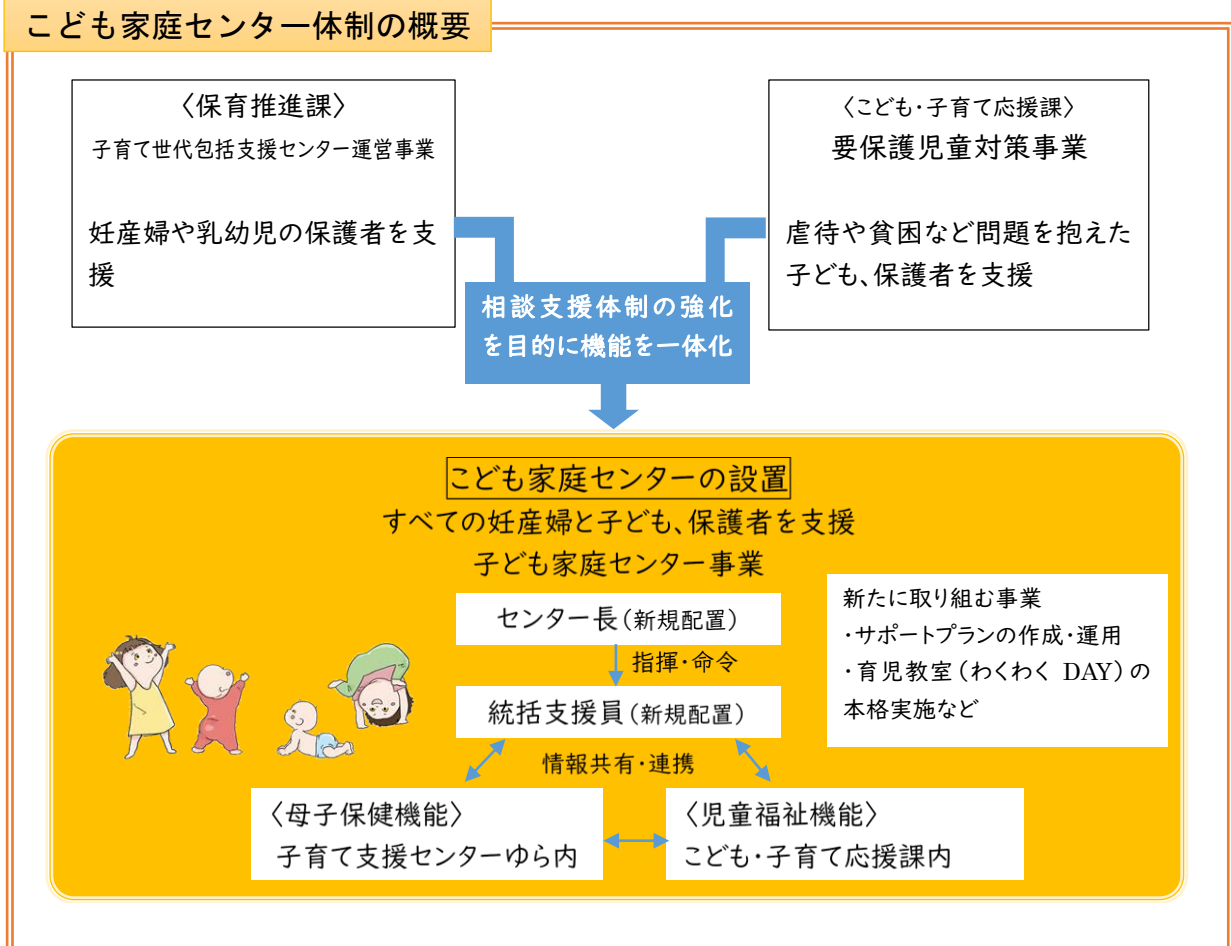 こども家庭センター体制の概要
〈保育推進課〉
子育て世代包括支援センター運営事業
妊産婦や乳幼児の保護者を支
援
〈こども・子育て応援課〉
要保護児童対策事業
虐待や貧困など問題を抱えた
子ども、保護者を支援
相談支援体制の強化
を目的に機能を一体化
こども家庭センターの設置
すべての妊産婦と子ども、保護者を支援
子ども家庭センター事業
センター長(新規配置)
指揮・命令
統括支援員(新規配置)
情報共有・連携
〈母子保健機能〉
子育て支援センターゆら内
〈児童福祉機能〉
こども・子育て応援課内
新たに取り組む事業
・サポートプランの作成・運用
・育児教室(わくわく DAY)の
本格実施など